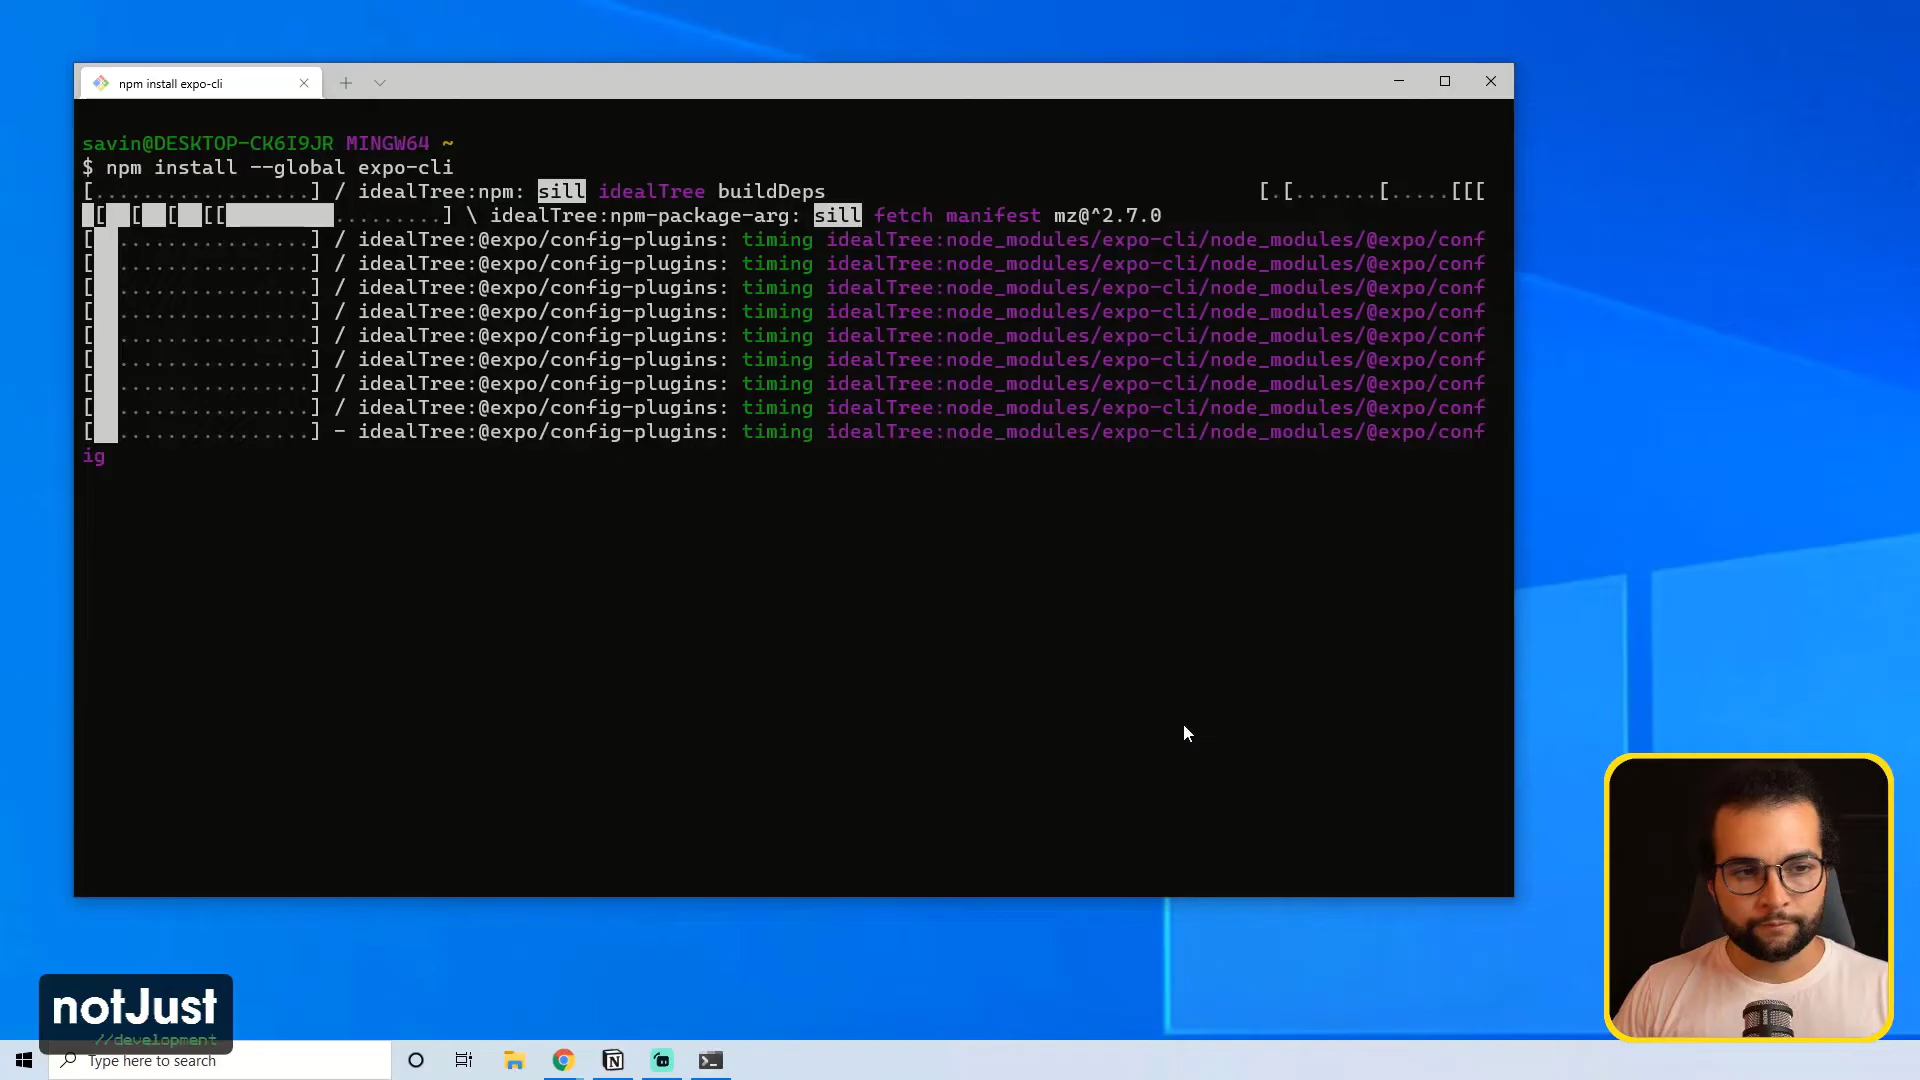 npm install expo-cli
savin@DESKTOP-CK6I9JR MINGW64 ~
$ npm install --global expo-cli
[..................] / idealTree:npm: sill idealTree buildDeps [.[.......[.....[[[
[ [ [ [[ .........] \ idealTree:npm-package-arg: sill fetch manifest mz@^2.7.0
[ ................] / idealTree:@expo/config-plugins: timing idealTree:node_modules/expo-cli/node_modules/@expo/conf
[ ................] / idealTree:@expo/config-plugins: timing idealTree:node_modules/expo-cli/node_modules/@expo/conf
[ ................] / idealTree:@expo/config-plugins: timing idealTree:node_modules/expo-cli/node_modules/@expo/conf
[ ................] / idealTree:@expo/config-plugins: timing idealTree:node_modules/expo-cli/node_modules/@expo/conf
[ ................] / idealTree:@expo/config-plugins: timing idealTree:node_modules/expo-cli/node_modules/@expo/conf
[ ................] / idealTree:@expo/config-plugins: timing idealTree:node_modules/expo-cli/node_modules/@expo/conf
[ ................] / idealTree:@expo/config-plugins: timing idealTree:node_modules/expo-cli/node_modules/@expo/conf
[ ................] / idealTree:@expo/config-plugins: timing idealTree:node_modules/expo-cli/node_modules/@expo/conf
[ ................] - idealTree:@expo/config-plugins: timing idealTree:node_modules/expo-cli/node_modules/@expo/conf
ig
notJust
//development
Type here to search